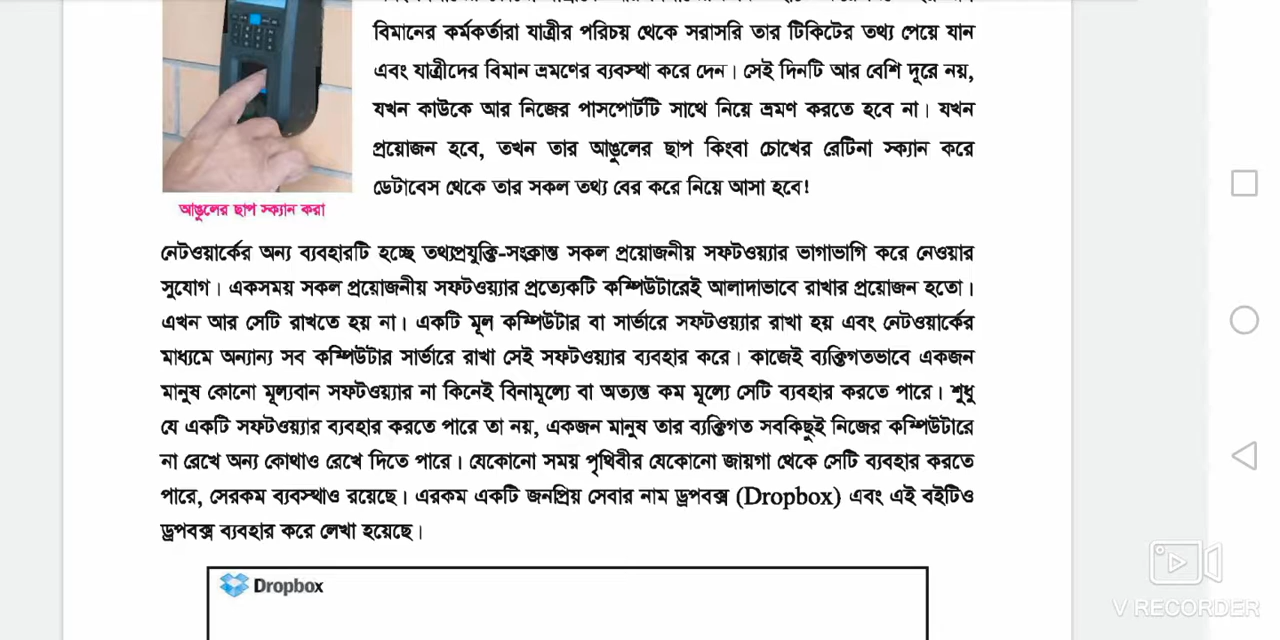 বিমানের কর্মকর্তারা যাত্রীর পরিচয় থেকে সরাসরি তার টিকিটের তথ্য পেয়ে যান
এবং যাত্রীদের বিমান ভ্রমণের ব্যবস্থা করে দেন। সেই দিনটি আর বেশি দূরে নয়,
যখন কাউকে আর নিজের পাসপোর্টটি সাথে নিয়ে ভ্রমণ করতে হবে না। যখন
প্রয়োজন হবে, তখন তার আঙুলের ছাপ কিংবা চোখের রেটিনা স্ক্যান করে
ডেটাবেস থেকে তার সকল তথ্য বের করে নিয়ে আসা হবে!
আঙুলের ছাপ স্ক্যান করা
নেটওয়ার্কের অন্য ব্যবহারটি হচ্ছে তথ্যপ্রযুক্তি-সংক্রান্ত সকল প্রয়োজনীয় সফটওয়্যার ভাগাভাগি করে নেওয়ার
সুযোগ। একসময় সকল প্রয়োজনীয় সফটওয়্যার প্রত্যেকটি কম্পিউটারেই আলাদাভাবে রাখার প্রয়োজন হতো।
এখন আর সেটি রাখতে হয় না। একটি মূল কম্পিউটার বা সার্ভারে সফটওয়্যার রাখা হয় এবং নেটওয়ার্কের
মাধ্যমে অন্যান্য সব কম্পিউটার সার্ভারে রাখা সেই সফটওয়্যার ব্যবহার করে। কাজেই ব্যক্তিগতভাবে একজন
মানুষ কোনো মূল্যবান সফটওয়্যার না কিনেই বিনামূল্যে বা অত্যন্ত কম মূল্যে সেটি ব্যবহার করতে পারে। শুধু
যে একটি সফটওয়্যার ব্যবহার করতে পারে তা নয়, একজন মানুষ তার ব্যক্তিগত সবকিছুই নিজের কম্পিউটারে
না রেখে অন্য কোথাও রেখে দিতে পারে। যেকোনো সময় পৃথিবীর যেকোনো জায়গা থেকে সেটি ব্যবহার করতে
পারে, সেরকম ব্যবস্থাও রয়েছে। এরকম একটি জনপ্রিয় সেবার নাম ড্রপবক্স (Dropbox) এবং এই বইটিও
ড্রপবক্স ব্যবহার করে লেখা হয়েছে।
Dropbox
V RECORDER